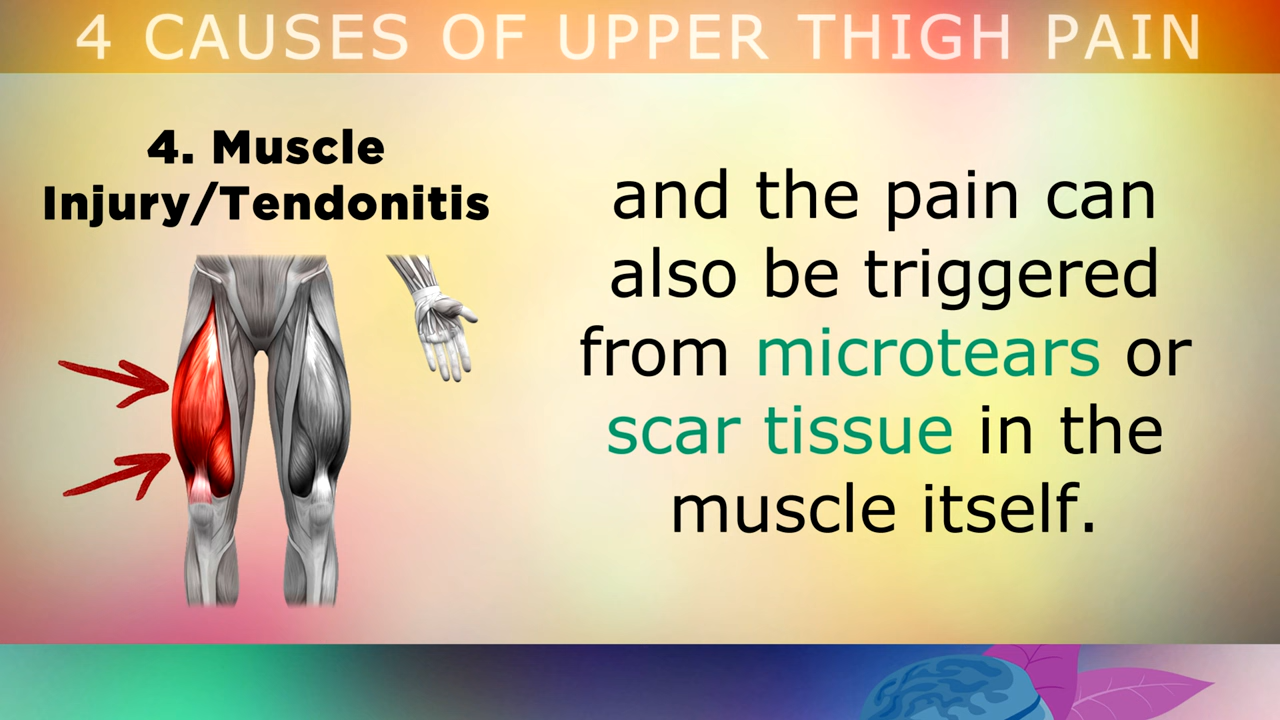 4 CAUSES OF UPPER THIGH PAIN
4. Muscle
Injury/Tendonitis
and the pain can
also be triggered
from microtears or
scar tissue in the
muscle itself.